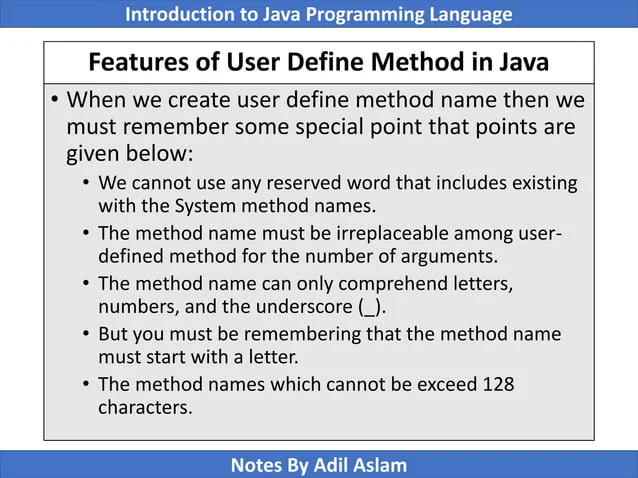 Introduction to Java Programming Language
Features of User Define Method in Java
• When we create user define method name then we
must remember some special point that points are
given below:
• We cannot use any reserved word that includes existing
with the System method names.
• The method name must be irreplaceable among user-
defined method for the number of arguments.
• The method name can only comprehend letters,
numbers, and the underscore (_).
• But you must be remembering that the method name
must start with a letter.
• The method names which cannot be exceed 128
characters.
Notes By Adil Aslam